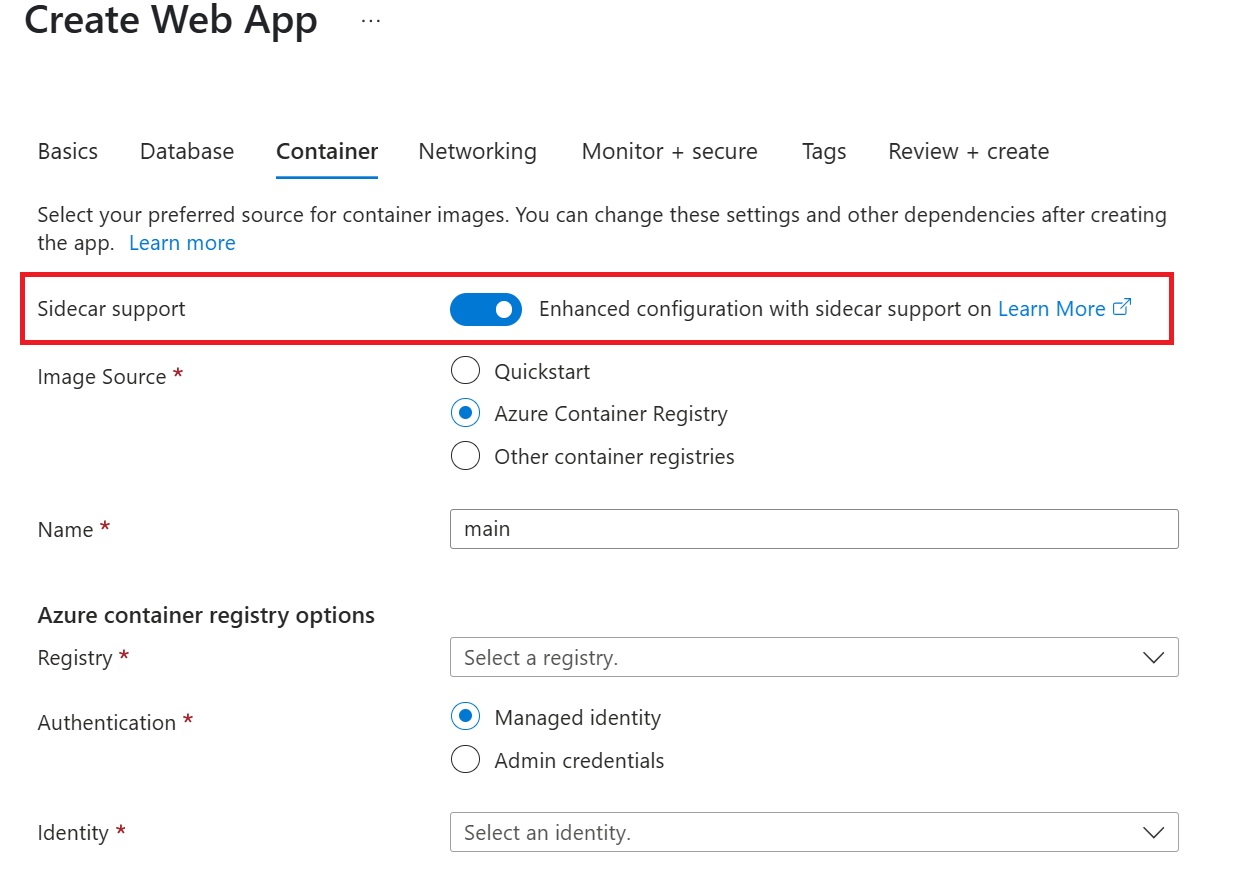 Create Web App ...
Basics Database Container Networking Monitor + secure Tags Review + create
Select your preferred source for container images. You can change these settings and other dependencies after creating
the app. Learn more
Sidecar support Enhanced configuration with sidecar support on Learn More
Image Source * Quickstart
Azure Container Registry
Other container registries
Name * main
Azure container registry options
Registry * Select a registry.
Authentication * Managed identity
Admin credentials
Identity * Select an identity.